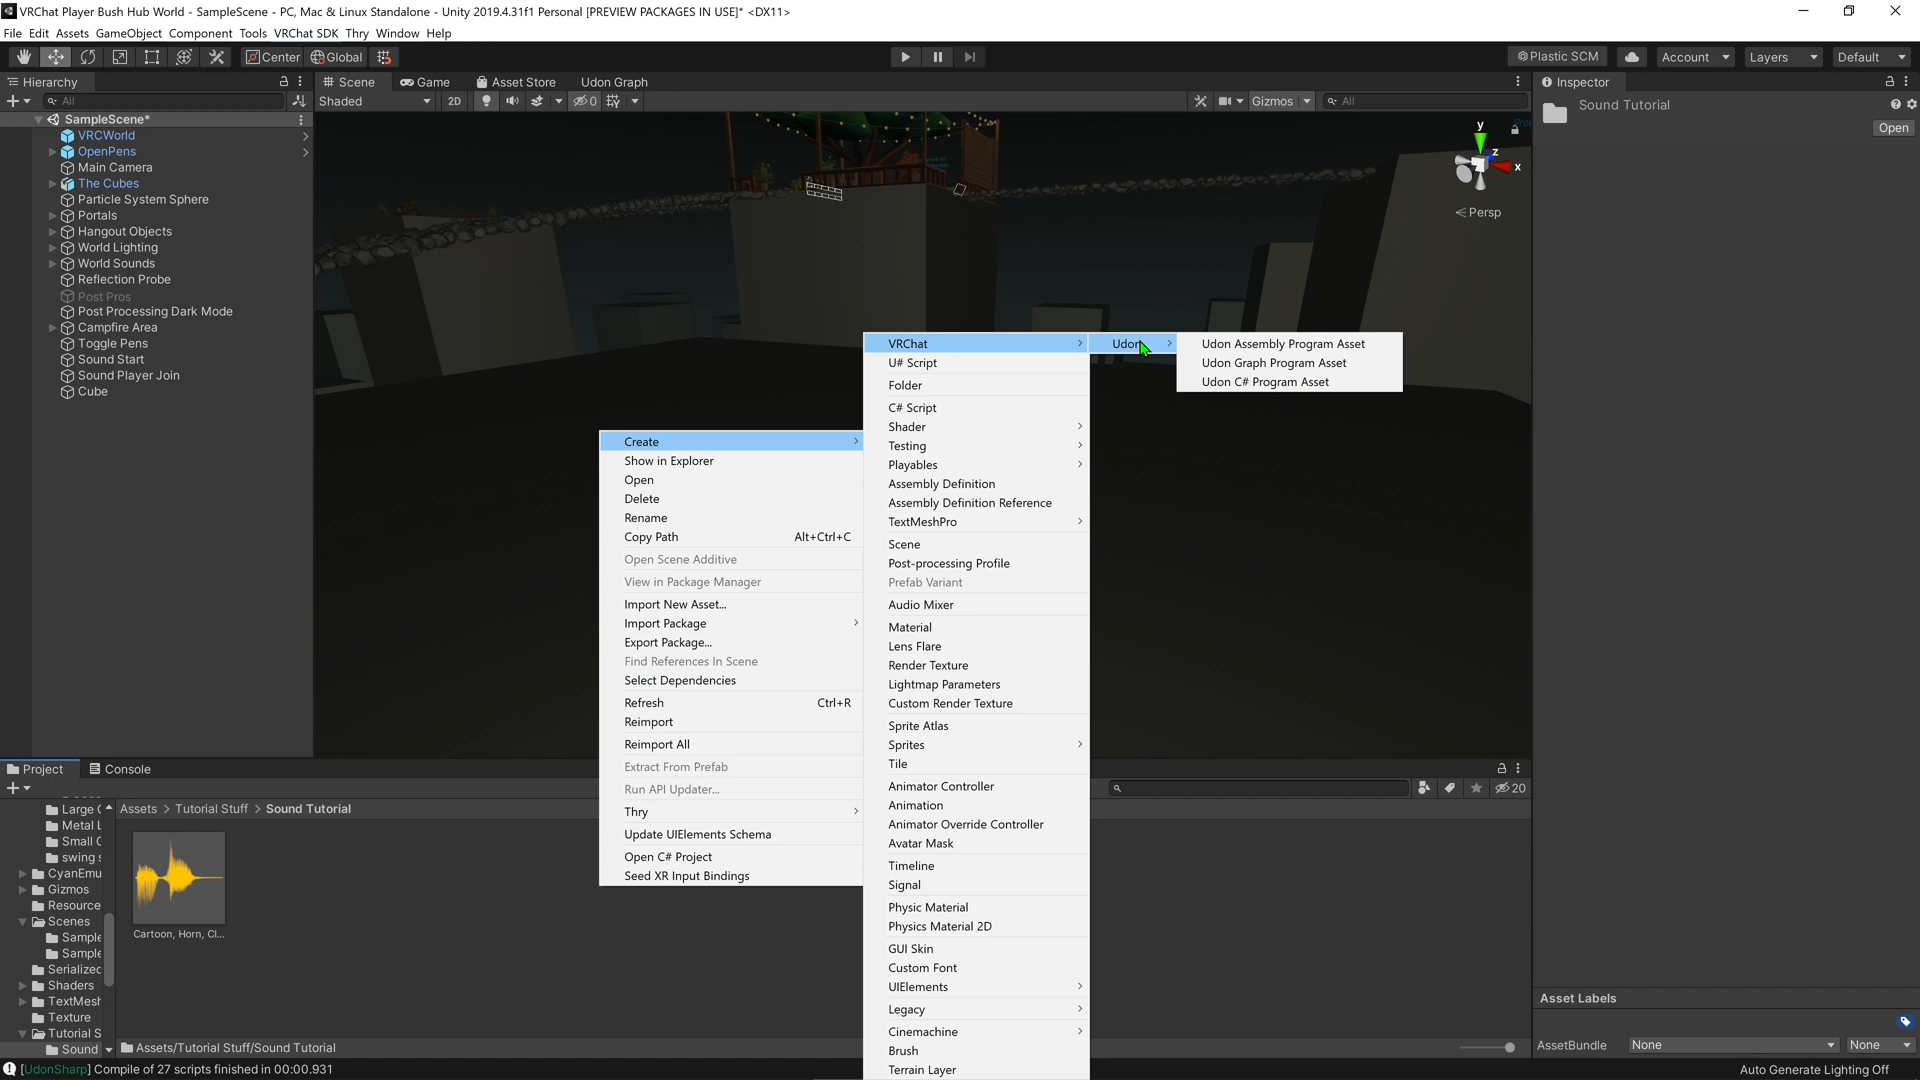 VRChat Player Bush Hub World - SampleScene - PC, Mac & Linux Standalone - Unity 2019.4.31f1 Personal [PREVIEW PACKAGES IN USE]* <DX11>
File Edit Assets GameObject Component Tools VRChat SDK Thry Window Help
Center Global Plastic SCM Account Layers Default
Hierarchy
All
SampleScene*
VRCWorld
OpenPens
Main Camera
The Cubes
Particle System Sphere
Portals
Hangout Objects
World Lighting
World Sounds
Reflection Probe
Post Pros
Post Processing Dark Mode
Campfire Area
Toggle Pens
Sound Start
Sound Player Join
Cube
Scene Game Asset Store Udon Graph
Shaded 2D 0 Gizmos All
y
z
x
Persp
Create
Show in Explorer
Open
Delete
Rename
Copy Path Alt+Ctrl+C
Open Scene Additive
View in Package Manager
Import New Asset...
Import Package
Export Package...
Find References In Scene
Select Dependencies
Refresh Ctrl+R
Reimport
Reimport All
Extract From Prefab
Run API Updater...
Thry
Update UIElements Schema
Open C# Project
Seed XR Input Bindings
VRChat
U# Script
Folder
C# Script
Shader
Testing
Playables
Assembly Definition
Assembly Definition Reference
TextMeshPro
Scene
Post-processing Profile
Prefab Variant
Audio Mixer
Material
Lens Flare
Render Texture
Lightmap Parameters
Custom Render Texture
Sprite Atlas
Sprites
Tile
Animator Controller
Animation
Animator Override Controller
Avatar Mask
Timeline
Signal
Physic Material
Physics Material 2D
GUI Skin
Custom Font
UIElements
Legacy
Cinemachine
Brush
Terrain Layer
Udon
Udon Assembly Program Asset
Udon Graph Program Asset
Udon C# Program Asset
Inspector
Sound Tutorial
Open
Asset Labels
AssetBundle None None
Project Console
20
Large
Metal L
Small
swing s
CyanEmu
Gizmos
Resource
Scenes
Sample
Sample
Serialized
Shaders
TextMesh
Texture
Tutorial S
Sound
Assets > Tutorial Stuff > Sound Tutorial
Cartoon, Horn, Cl...
Assets/Tutorial Stuff/Sound Tutorial
[UdonSharp] Compile of 27 scripts finished in 00:00.931
Auto Generate Lighting Off